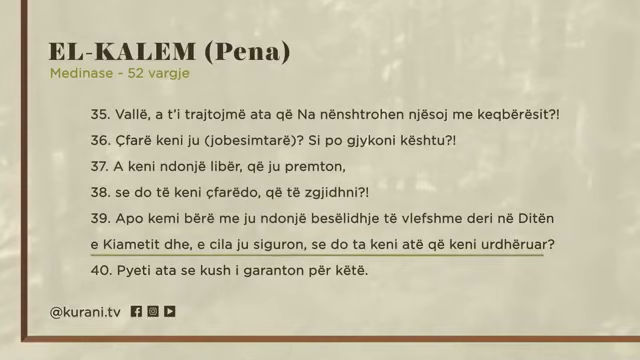 EL-KALEM (Pena)
Medinase - 52 vargje
35. Vallë, a t'i trajtojmë ata që Na nënshtrohen njësoj me keqbërësit?!
36. Çfarë keni ju (jobesimtarë)? Si po gjykoni kështu?!
37. A keni ndonjë libër, që ju premton,
38. se do të keni çfarëdo, që të zgjidhni?!
39. Apo kemi bërë me ju ndonjë besëlidhje të vlefshme deri në Ditën
e Kiametit dhe, e cila ju siguron, se do ta keni atë që keni urdhëruar?
40. Pyeti ata se kush i garanton për këtë.
@kurani.tv